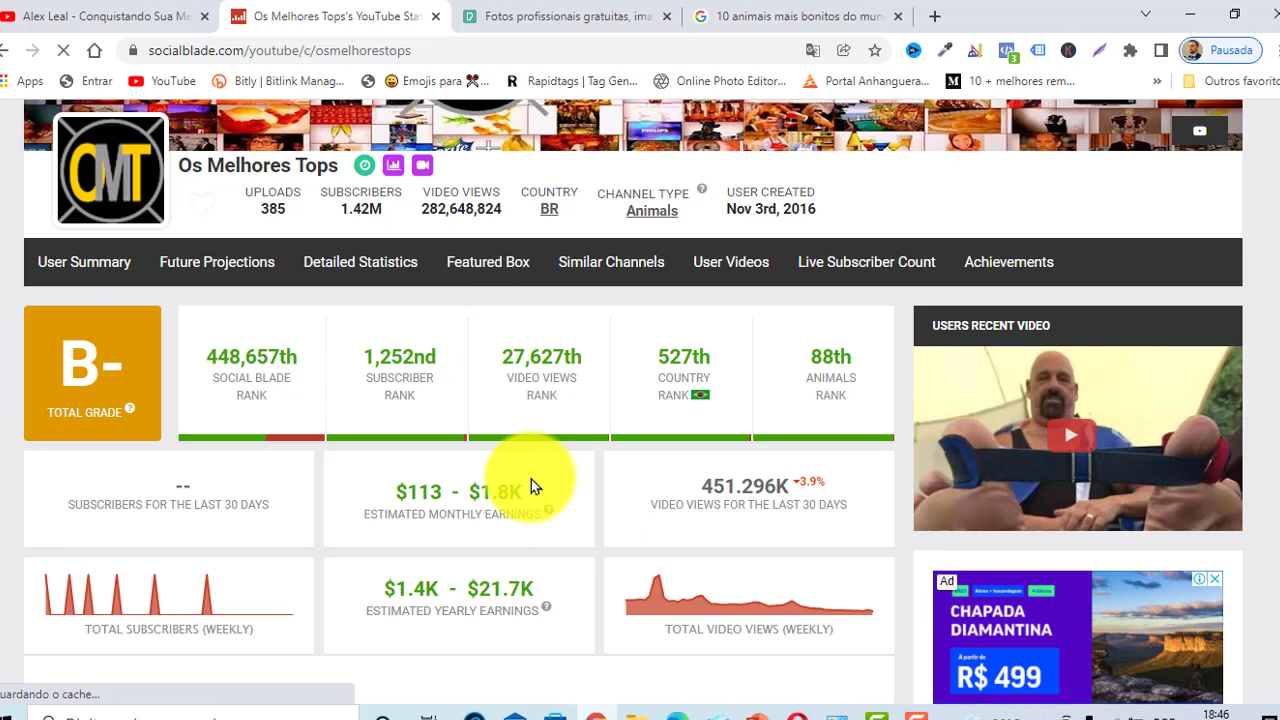 Alex Leal - Conquistando Sua Me
Os Melhores Tops's YouTube Stat
Fotos profissionais gratuitas, ima
10 animais mais bonitos do mun
socialblade.com/youtube/c/osmelhorestops
Pausada
Apps
Entrar
YouTube
Bitly | Bitlink Manag...
Emojis para
Rapidtags | Tag Gen...
Online Photo Editor...
Portal Anhanguera...
10 + melhores rem...
»
Outros favorito
PHILIPS
OMT
Os Melhores Tops
UPLOADS
385
SUBSCRIBERS
1.42M
VIDEO VIEWS
282,648,824
COUNTRY
BR
CHANNEL TYPE
Animals
USER CREATED
Nov 3rd, 2016
User Summary
Future Projections
Detailed Statistics
Featured Box
Similar Channels
User Videos
Live Subscriber Count
Achievements
B-
TOTAL GRADE
448,657th
SOCIAL BLADE
RANK
1,252nd
SUBSCRIBER
RANK
27,627th
VIDEO VIEWS
RANK
527th
COUNTRY
RANK
88th
ANIMALS
RANK
USERS RECENT VIDEO
--
SUBSCRIBERS FOR THE LAST 30 DAYS
$113 - $1.8K
ESTIMATED MONTHLY EARNINGS
451.296K -3.9%
VIDEO VIEWS FOR THE LAST 30 DAYS
TOTAL SUBSCRIBERS (WEEKLY)
$1.4K - $21.7K
ESTIMATED YEARLY EARNINGS
TOTAL VIDEO VIEWS (WEEKLY)
Ad
CHAPADA
DIAMANTINA
A partir de
R$ 499
uardando o cache...
18:46